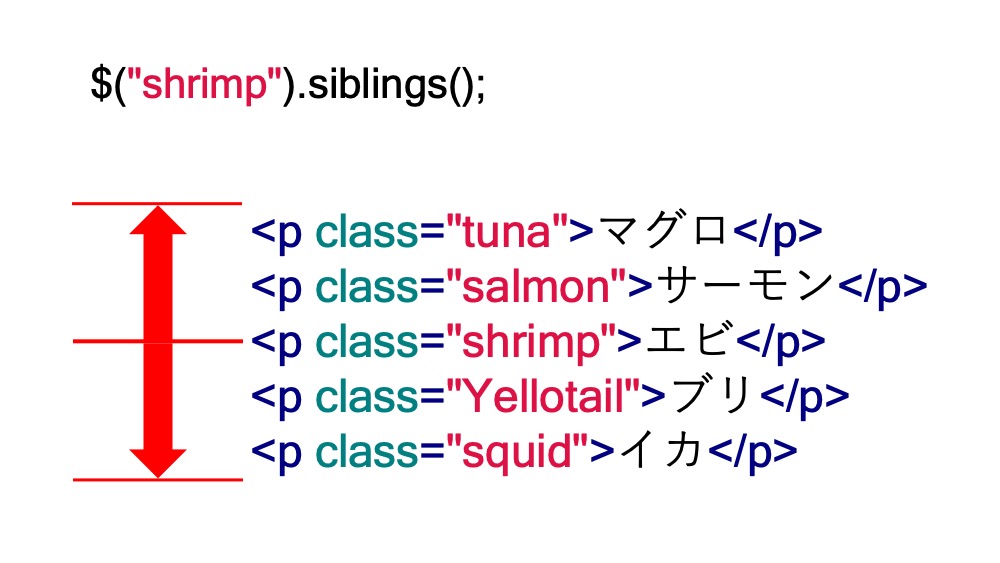 $("shrimp").siblings();
<p class="tuna">マグロ</p>
<p class="salmon">サーモン</p>
<p class="shrimp">エビ</p>
<p class="Yellotail">ブリ</p>
<p class="squid">イカ</p>